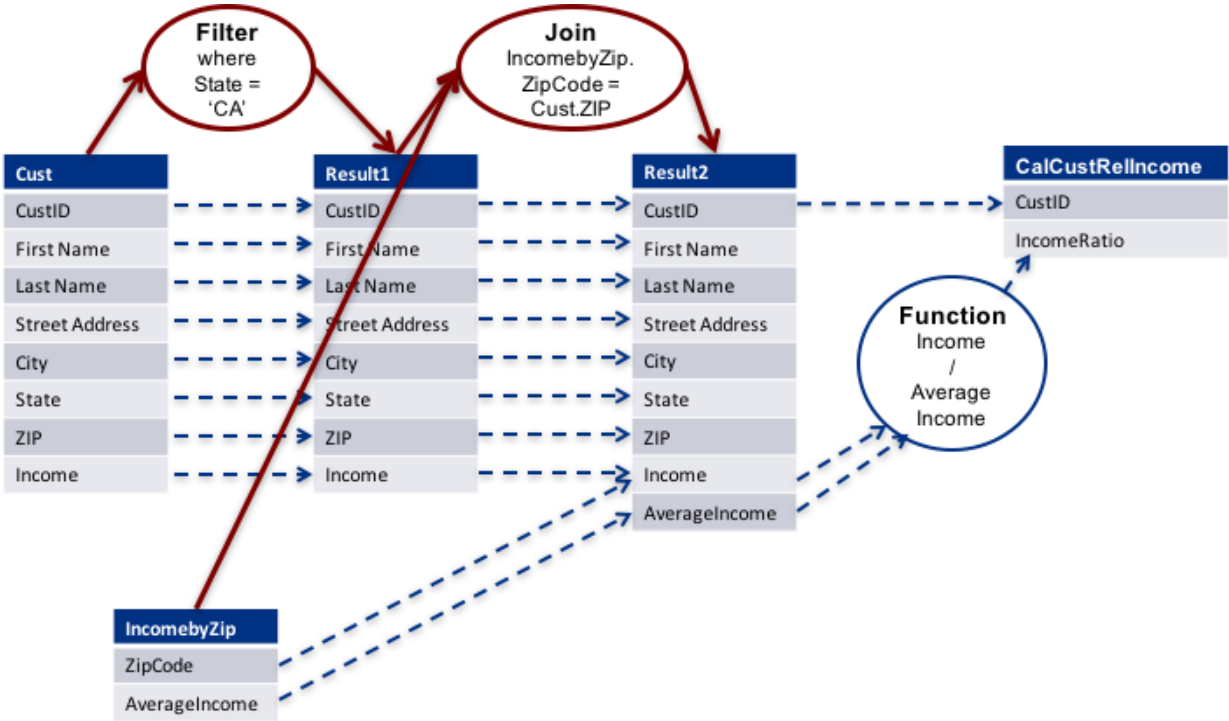 Filter
where
State =
‘CA’
Join
IncomebyZip.
ZipCode =
Cust.ZIP
Cust
CustID
First Name
Last Name
Street Address
City
State
ZIP
Income
Result1
CustID
First Name
Last Name
Street Address
City
State
ZIP
Income
Result2
CustID
First Name
Last Name
Street Address
City
State
ZIP
Income
AverageIncome
CalCustRelIncome
CustID
IncomeRatio
Function
Income
/
Average
Income
IncomebyZip
ZipCode
AverageIncome